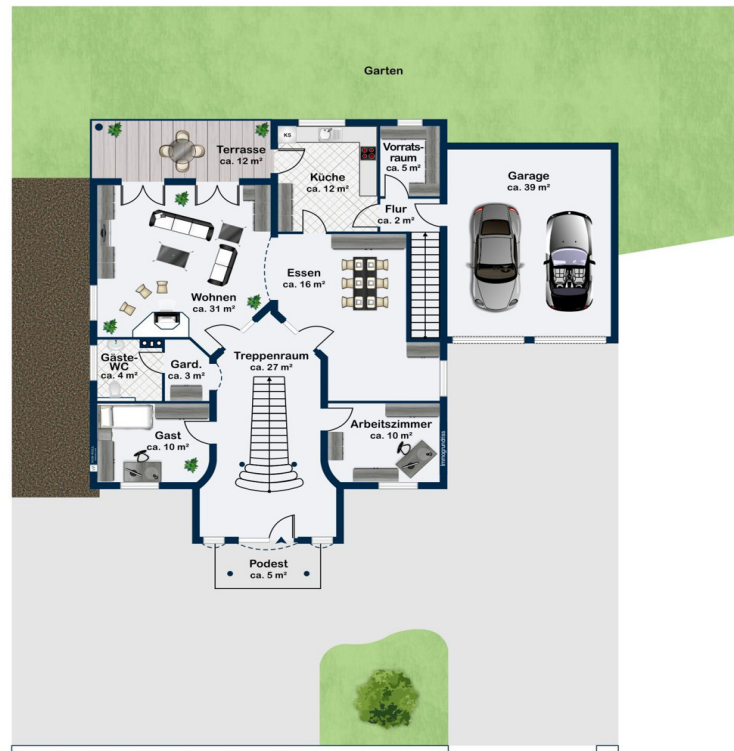 Garten
Terrasse
ca. 12 m²
KS
Küche
ca. 12 m²
Vorrats-
raum
ca. 5 m²
Garage
ca. 39 m²
Flur
ca. 2 m²
Essen
ca. 16 m²
Wohnen
ca. 31 m²
Gäste-
WC
ca. 4 m²
Gard.
ca. 3 m²
Treppenraum
ca. 27 m²
Gast
ca. 10 m²
Arbeitszimmer
ca. 10 m²
Immogrundriss
Podest
ca. 5 m²